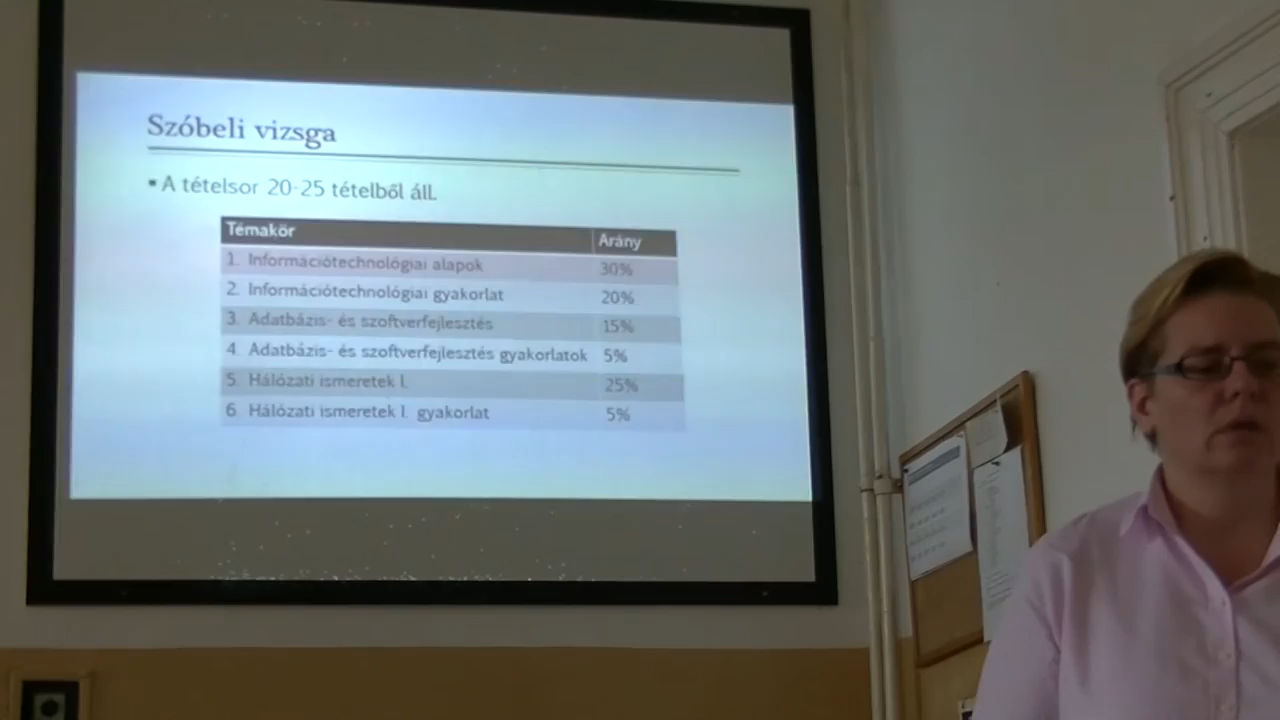 Szóbeli vizsga
▪ A tételsor 20-25 tételből áll.
Témakör Arány
1. Információtechnológiai alapok 30%
2. Információtechnológiai gyakorlat 20%
3. Adatbázis- és szoftverfejlesztés 15%
4. Adatbázis- és szoftverfejlesztés gyakorlatok 5%
5. Hálózati ismeretek I. 25%
6. Hálózati ismeretek I. gyakorlat 5%